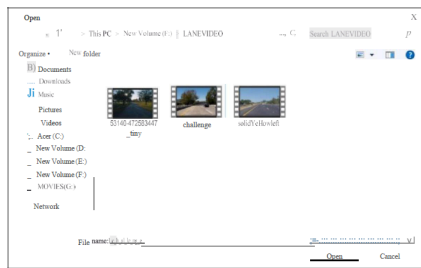 Open X
« 1" > This PC > New Volume (F:) | LANEVIDEO Search LANEVIDEO
Organize • New folder
Documents
Downloads
Music
Pictures
Videos
53140-472583447 challenge
_tiny
Acer (C:)
New Volume (D:
New Volume (E:)
New Volume (F:)
MOVIES(G:)
Network
File name:
Open Cancel